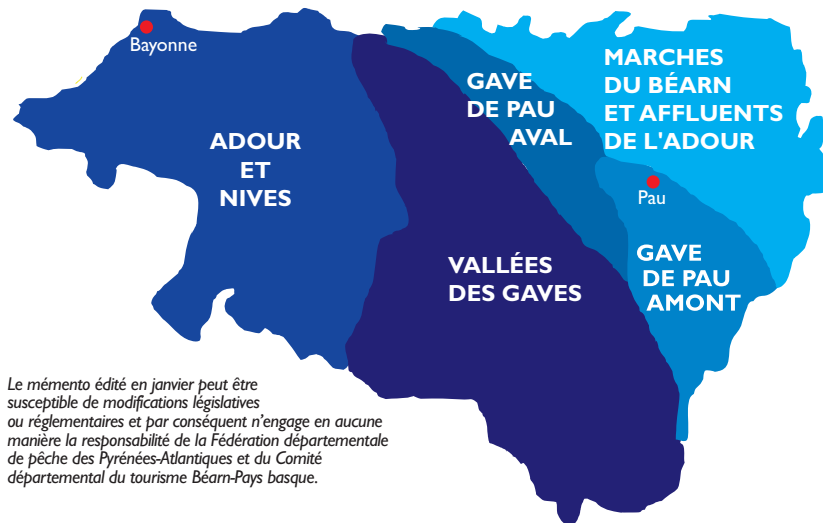 Bayonne
ADOUR
ET
NIVES
GAVE
DE PAU
AVAL
MARCHES
DU BÉARN
ET AFFLUENTS
DE L'ADOUR
Pau
VALLÉES
DES GAVES
GAVE
DE PAU
AMONT
Le mémento édité en janvier peut être
susceptible de modifications législatives
ou réglementaires et par conséquent n’engage en aucune
manière la responsabilité de la Fédération départementale
de pêche des Pyrénées-Atlantiques et du Comité
départemental du tourisme Béarn-Pays basque.